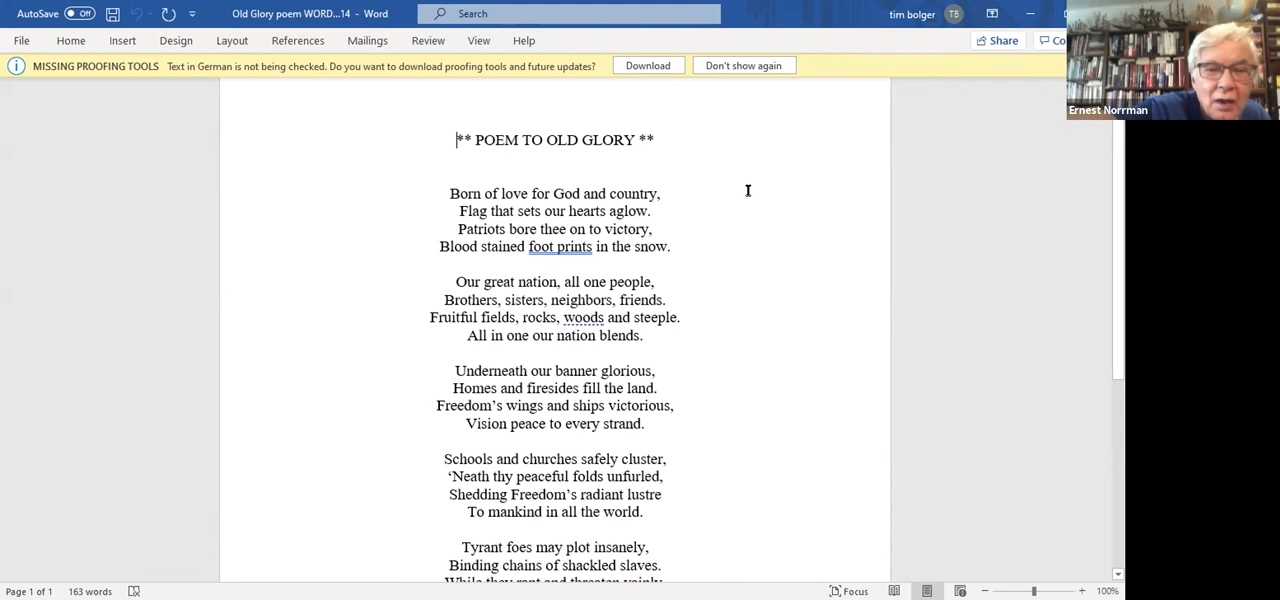 AutoSave Off Old Glory poem WORD...14 - Word Search tim bolger TB
File Home Insert Design Layout References Mailings Review View Help Share Co
MISSING PROOFING TOOLS Text in German is not being checked. Do you want to download proofing tools and future updates? Download Don't show again
Ernest Norrman
** POEM TO OLD GLORY **
Born of love for God and country,
Flag that sets our hearts aglow.
Patriots bore thee on to victory,
Blood stained foot prints in the snow.
Our great nation, all one people,
Brothers, sisters, neighbors, friends.
Fruitful fields, rocks, woods and steeple.
All in one our nation blends.
Underneath our banner glorious,
Homes and firesides fill the land.
Freedom’s wings and ships victorious,
Vision peace to every strand.
Schools and churches safely cluster,
‘Neath thy peaceful folds unfurled,
Shedding Freedom’s radiant lustre
To mankind in all the world.
Tyrant foes may plot insanely,
Binding chains of shackled slaves.
While they rant and threaten vainly
Page 1 of 1 163 words Focus 100%